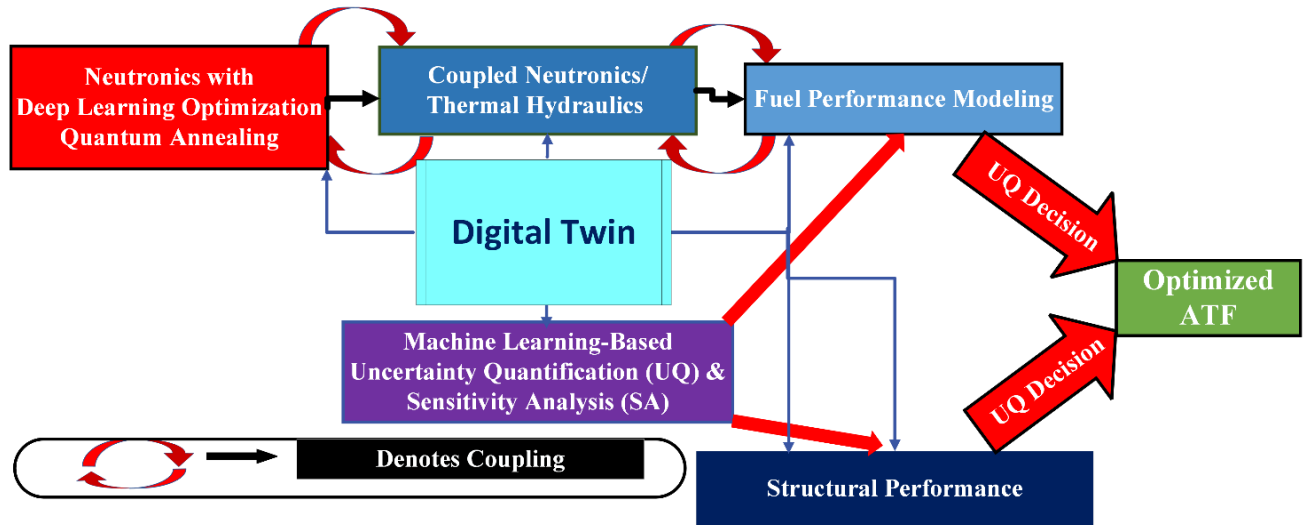 Neutronics with
Deep Learning Optimization
Quantum Annealing
Coupled Neutronics/
Thermal Hydraulics
Fuel Performance Modeling
UQ Decision
Digital Twin
Optimized
ATF
Machine Learning-Based
Uncertainty Quantification (UQ) &
Sensitivity Analysis (SA)
UQ Decision
Denotes Coupling
Structural Performance